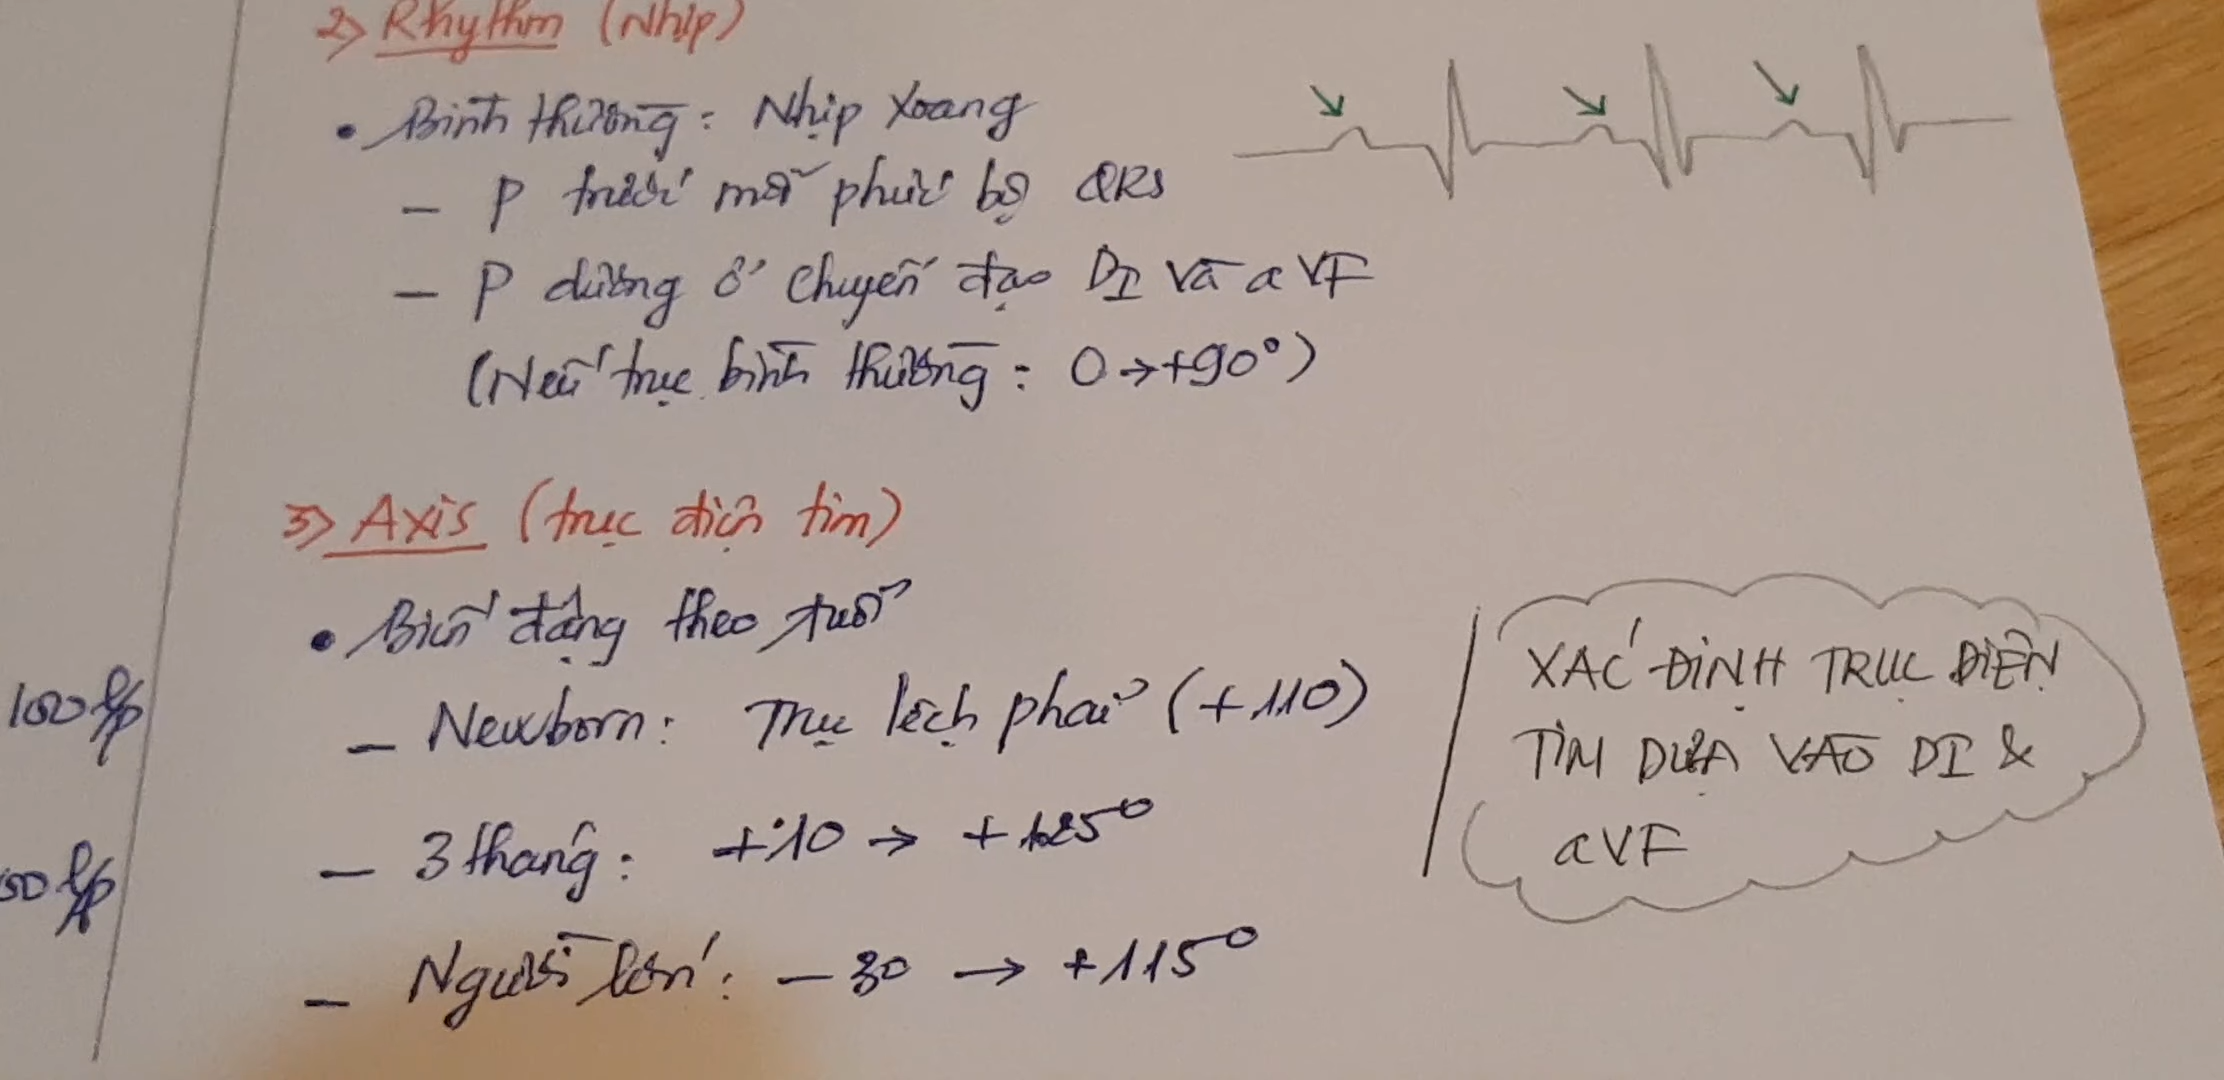 2) Rhythm (Nhịp)
• Bình thường: Nhịp xoang
- P trước mỗi phức bộ QRS
- P dương ở chuyển đạo DI và aVF
(Nếu trục bình thường: 0 → +90°)
3) Axis (trục điện tim)
• Biến động theo tuổi
- Newborn: Trục lệch phải (+110)
- 3 tháng: +10 → +125°
- Người lớn: -30 → +115°
XÁC ĐỊNH TRỤC ĐIỆN
TIM DỰA VÀO DI &
aVF
100 l/p